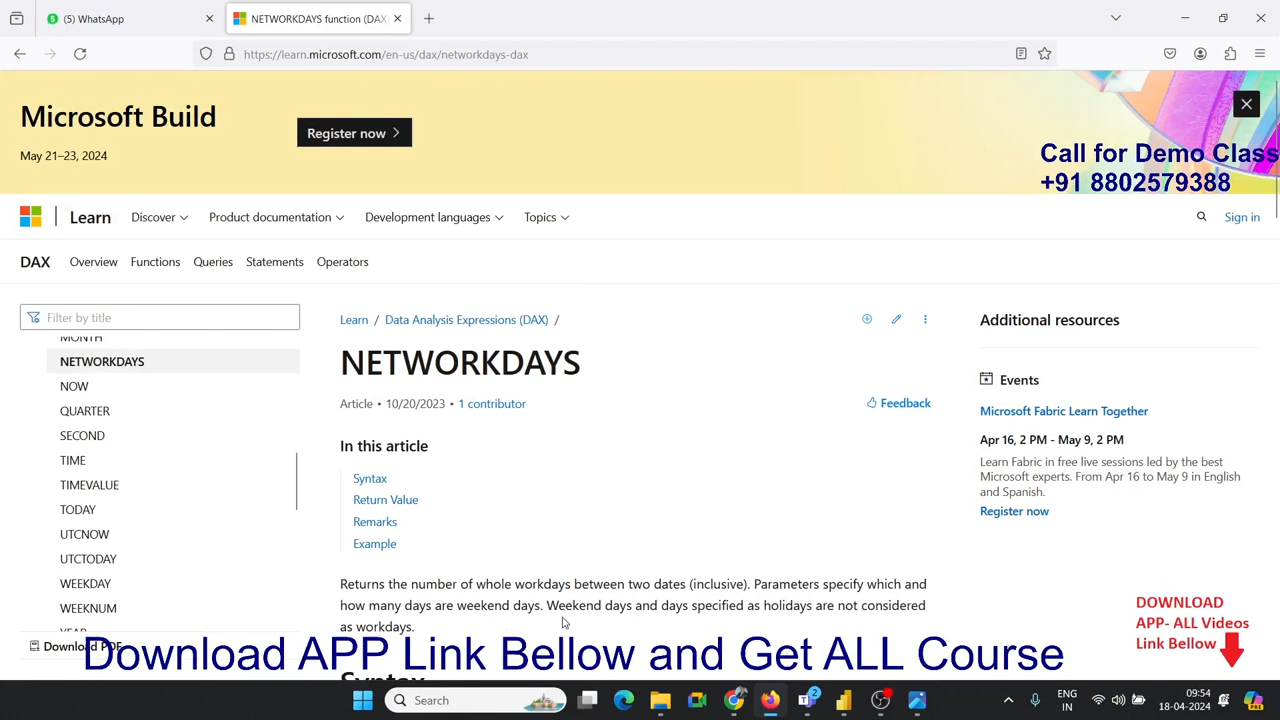 (5) WhatsApp
NETWORKDAYS function (DAX)
https://learn.microsoft.com/en-us/dax/networkdays-dax
Microsoft Build
Register now
May 21–23, 2024
Call for Demo Class
+91 8802579388
Learn
Discover
Product documentation
Development languages
Topics
Sign in
DAX
Overview
Functions
Queries
Statements
Operators
Filter by title
MONTH
NETWORKDAYS
NOW
QUARTER
SECOND
TIME
TIMEVALUE
TODAY
UTCNOW
UTCTODAY
WEEKDAY
WEEKNUM
YEAR
Download PDF
Learn / Data Analysis Expressions (DAX) /
NETWORKDAYS
Article • 10/20/2023 • 1 contributor
Feedback
In this article
Syntax
Return Value
Remarks
Example
Returns the number of whole workdays between two dates (inclusive). Parameters specify which and
how many days are weekend days. Weekend days and days specified as holidays are not considered
as workdays.
Syntax
Additional resources
Events
Microsoft Fabric Learn Together
Apr 16, 2 PM - May 9, 2 PM
Learn Fabric in free live sessions led by the best
Microsoft experts. From Apr 16 to May 9 in English
and Spanish.
Register now
DOWNLOAD
APP- ALL Videos
Link Bellow
Download APP Link Bellow and Get ALL Course
Search
2
ENG
IN
09:54
18-04-2024